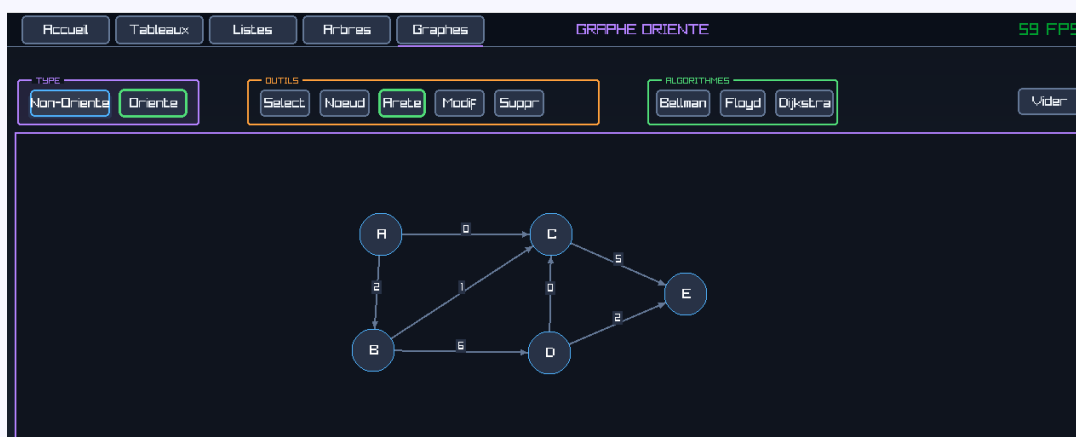 Accueil Tableaux Listes Arbres Graphes GRAPHE ORIENTE 59 FPS
TYPE OUTILS ALGORITHMES
Non-Oriente Oriente Select Noeud Arete Modif Suppr Bellman Floyd Dijkstra Vider
A 0 C
5
2 1 0 E
2
B 6 D